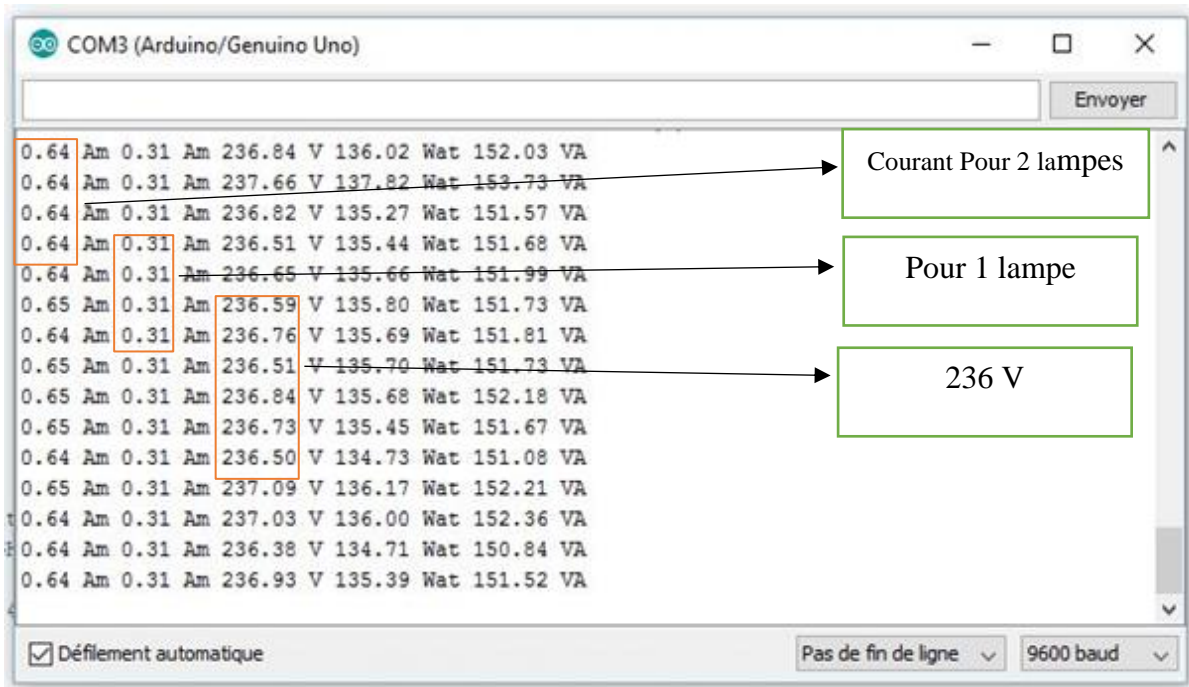 COM3 (Arduino/Genuino Uno)
Envoyer
0.64 Am 0.31 Am 236.84 V 136.02 Wat 152.03 VA
0.64 Am 0.31 Am 237.66 V 137.82 Wat 153.73 VA
0.64 Am 0.31 Am 236.82 V 135.27 Wat 151.57 VA
0.64 Am 0.31 Am 236.51 V 135.44 Wat 151.68 VA
0.64 Am 0.31 Am 236.65 V 135.66 Wat 151.99 VA
0.65 Am 0.31 Am 236.59 V 135.80 Wat 151.73 VA
0.64 Am 0.31 Am 236.76 V 135.69 Wat 151.81 VA
0.65 Am 0.31 Am 236.51 V 135.70 Wat 151.73 VA
0.65 Am 0.31 Am 236.84 V 135.68 Wat 152.18 VA
0.65 Am 0.31 Am 236.73 V 135.45 Wat 151.67 VA
0.64 Am 0.31 Am 236.50 V 134.73 Wat 151.08 VA
0.65 Am 0.31 Am 237.09 V 136.17 Wat 152.21 VA
0.64 Am 0.31 Am 237.03 V 136.00 Wat 152.36 VA
0.64 Am 0.31 Am 236.38 V 134.71 Wat 150.84 VA
0.64 Am 0.31 Am 236.93 V 135.39 Wat 151.52 VA
Courant Pour 2 lampes
Pour 1 lampe
236 V
Défilement automatique
Pas de fin de ligne
9600 baud